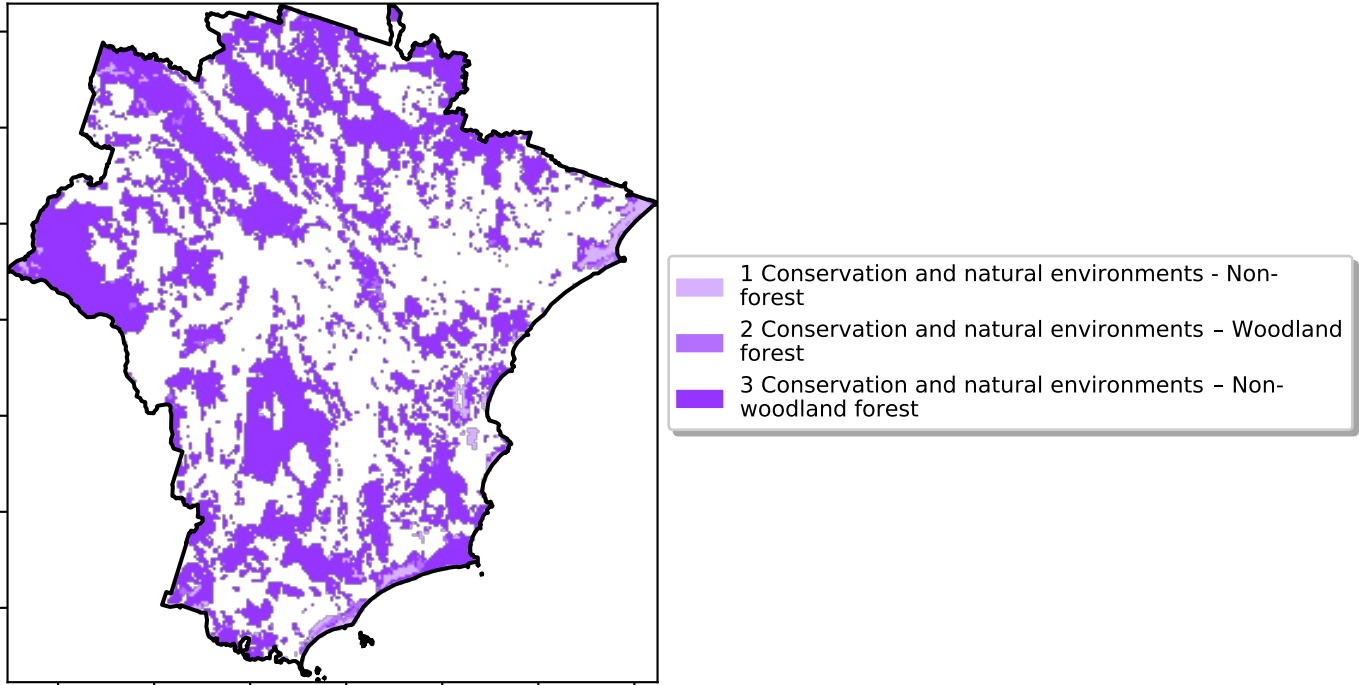 1 Conservation and natural environments - Non-
forest
2 Conservation and natural environments – Woodland
forest
3 Conservation and natural environments – Non-
woodland forest